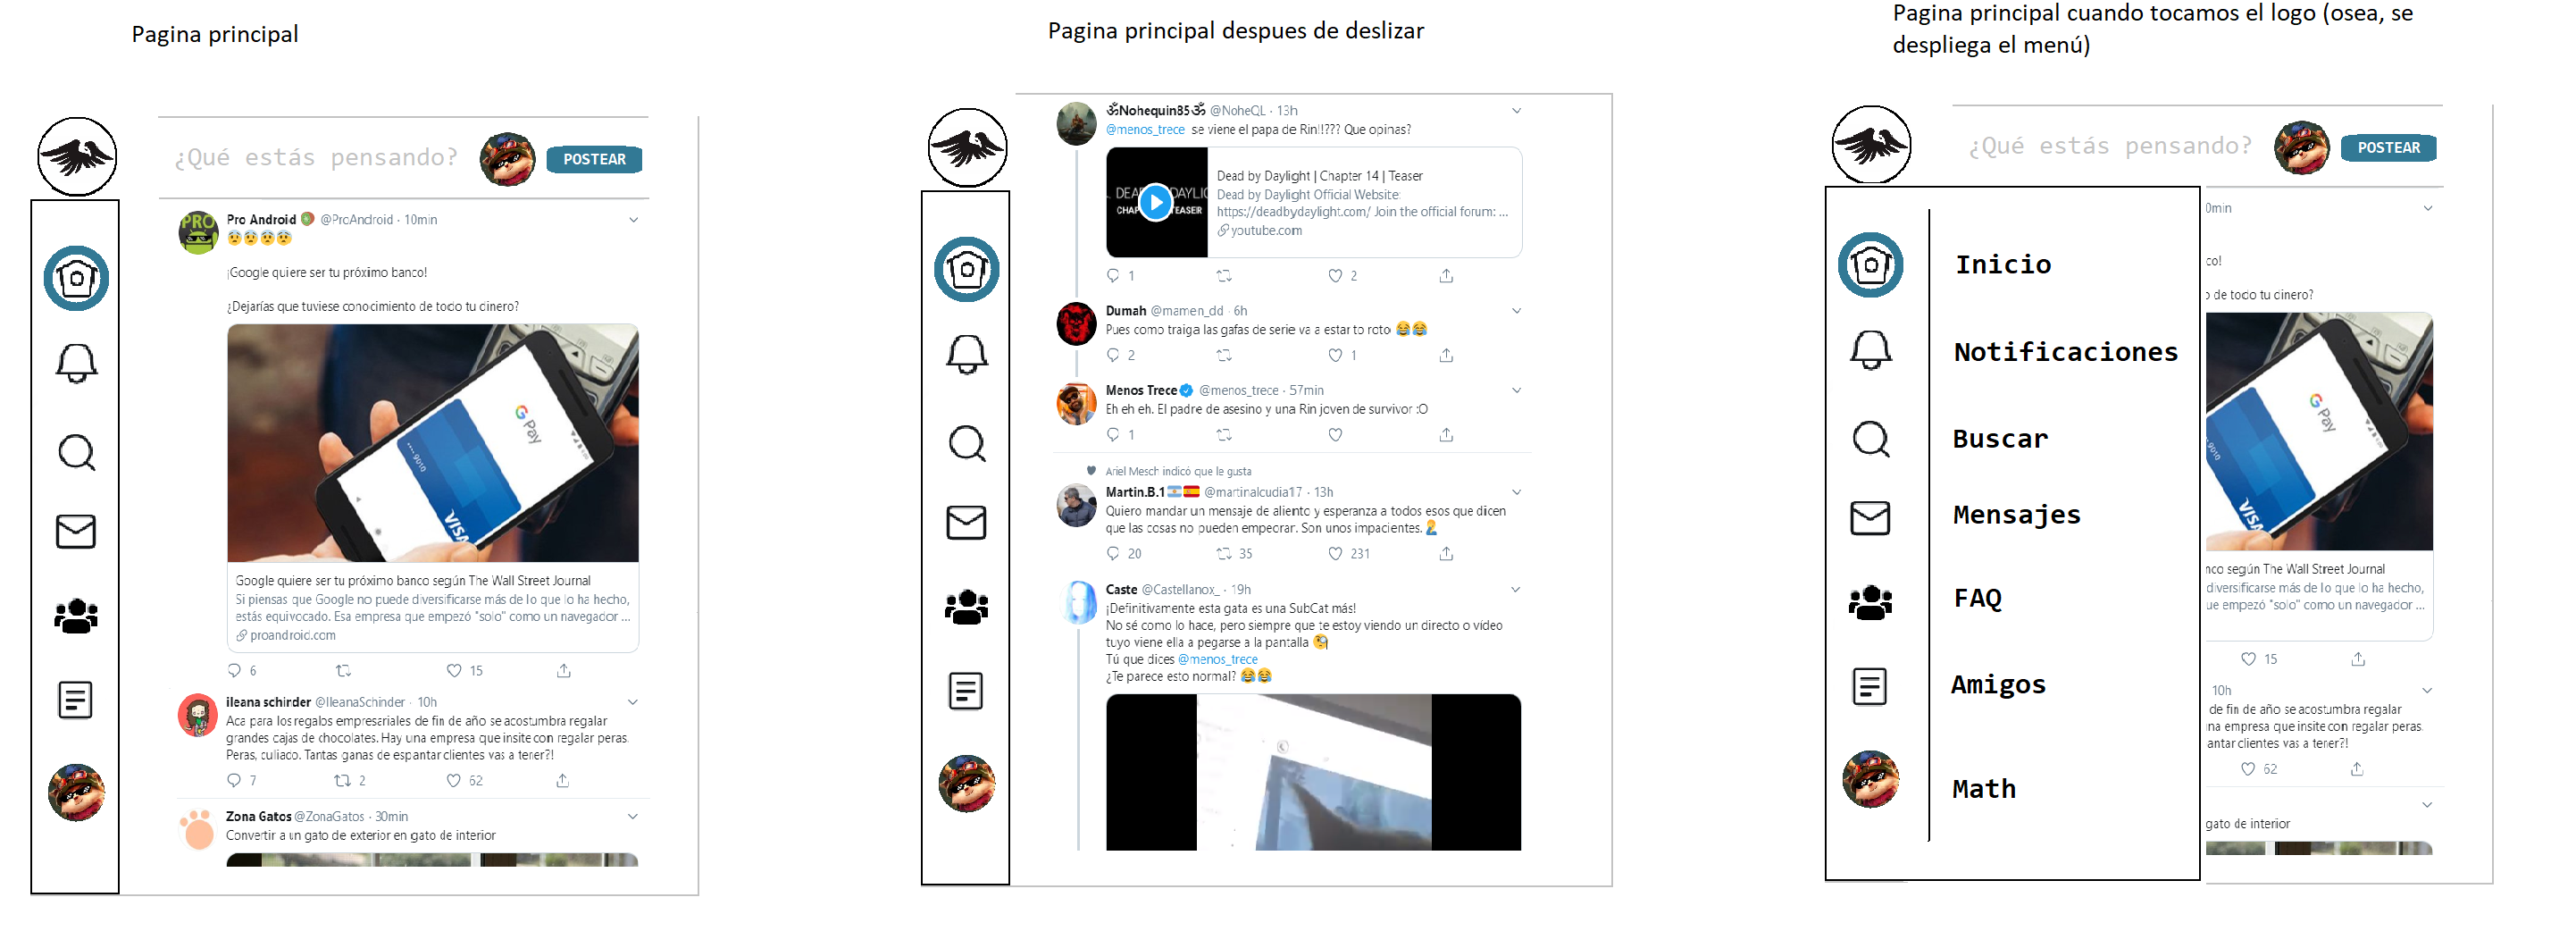 Pagina principal
¿Qué estás pensando?
POSTEAR
PRO
Pro Android @ProAndroid · 10min
¡Google quiere ser tu próximo banco!
¿Dejarías que tuviese conocimiento de todo tu dinero?
G Pay
9010
VISA
Google quiere ser tu próximo banco según The Wall Street Journal
Si piensas que Google no puede diversificarse más de lo que lo ha hecho,
estás equivocado. Esa empresa que empezó "solo" como un navegador ...
proandroid.com
6 15
ileana schinder @IleanaSchinder · 10h
Aca para los regalos empresariales de fin de año se acostumbra regalar
grandes cajas de chocolates. Hay una empresa que insite con regalar peras.
Peras, culiaco. Tantas ganas de espantar clientes vas a tener?!
7 2 62
Zona Gatos @ZonaGatos · 30min
Convertir a un gato de exterior en gato de interior
Pagina principal despues de deslizar
ॐNohequin85ॐ @NoheQL · 13h
@menos_trece se viene el papa de Rin!!??? Que opinas?
DEAD DAYLIG
CHAP TEASER
Dead by Daylight | Chapter 14 | Teaser
Dead by Daylight Official Website:
https://deadbydaylight.com/ Join the official forum: ...
youtube.com
1 2
Dumah @mamen_dd · 6h
Pues como traiga las gafas de serie va a estar to roto 😂😂
2 1
Menos Trece @menos_trece · 57min
Eh eh eh. El padre de asesino y una Rin joven de survivor :O
1
Ariel Mesch indicó que le gusta
Martin.B.1 @martinalcudia17 · 13h
Quiero mandar un mensaje de aliento y esperanza a todos esos que dicen
que las cosas no pueden empeorar. Son unos impacientes.
20 35 231
Caste @Castellanox_ · 19h
¡Definitivamente esta gata es una SubCat más!
No sé como lo hace, pero siempre que te estoy viendo un directo o vídeo
tuyo viene ella a pegarse a la pantalla
Tú que dices @menos_trece
¿Te parece esto normal? 😂😂
Pagina principal cuando tocamos el logo (osea, se
despliega el menú)
¿Qué estás pensando?
POSTEAR
Inicio
Notificaciones
Buscar
Mensajes
FAQ
Amigos
Math
0min
co!
o de todo tu dinero?
G Pay
9010
VISA
nco según The Wall Street Journal
diversificarse más de lo que lo ha hecho,
ue empezó "solo" como un navegador ...
15
10h
de fin de año se acostumbra regalar
na empresa que insite con regalar peras.
antar clientes vas a tener?!
62
gato de interior